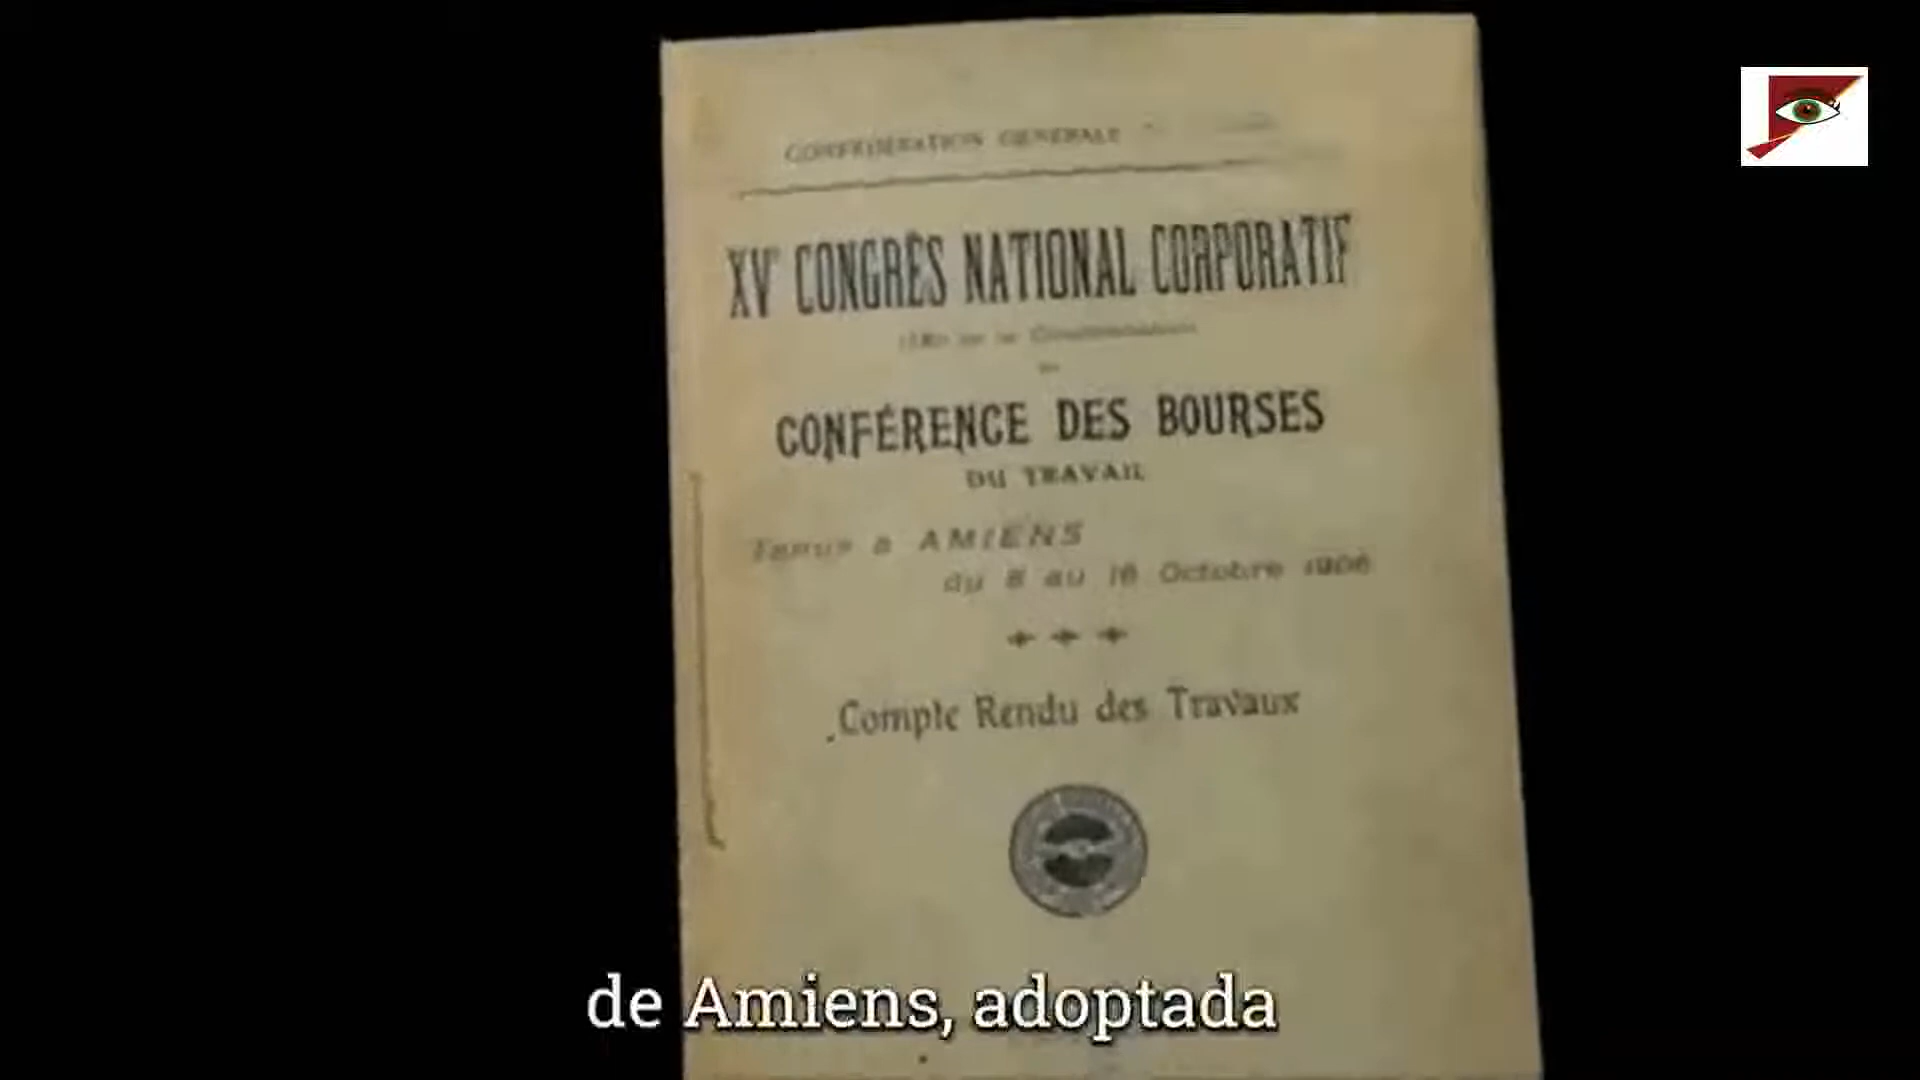 CONFÉDÉRATION GÉNÉRALE
XVe CONGRÈS NATIONAL CORPORATIF
CONFÉRENCE DES BOURSES
DU TRAVAIL
Tenus à AMIENS
du 8 au 16 Octobre 1906
Compte Rendu des Travaux
de Amiens, adoptada